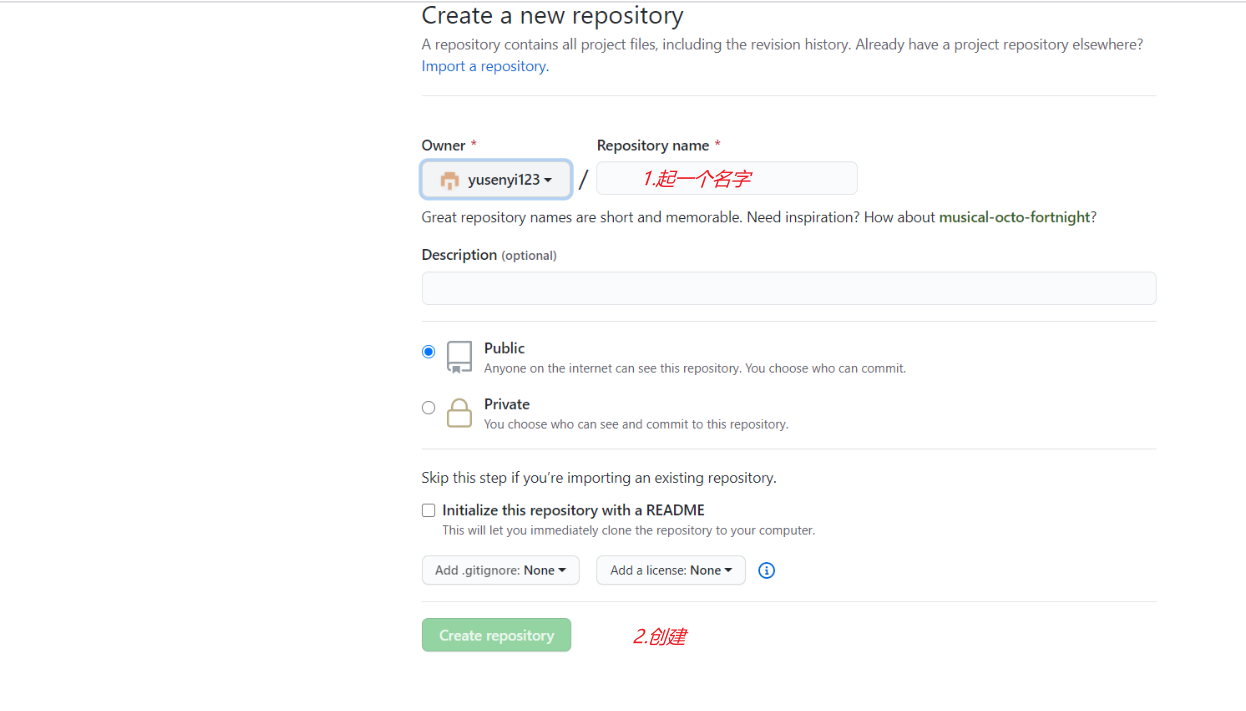 Create a new repository
A repository contains all project files, including the revision history. Already have a project repository elsewhere?
Import a repository.
Owner * Repository name *
yusenyi123 / 1.起一个名字
Great repository names are short and memorable. Need inspiration? How about musical-octo-fortnight?
Description (optional)
Public
Anyone on the internet can see this repository. You choose who can commit.
Private
You choose who can see and commit to this repository.
Skip this step if you're importing an existing repository.
Initialize this repository with a README
This will let you immediately clone the repository to your computer.
Add .gitignore: None Add a license: None
Create repository 2.创建